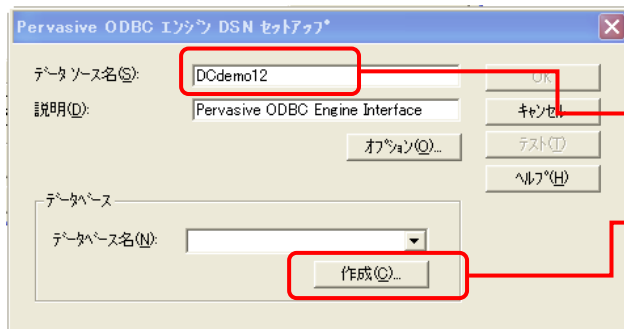 Pervasive ODBC エンジン DSN セットアップ
データ ソース名(S): DCdemo12
OK
説明(D): Pervasive ODBC Engine Interface
キャンセル
オプション(O)...
テスト(T)
ヘルプ(H)
データベース
データベース名(N):
作成(C)...